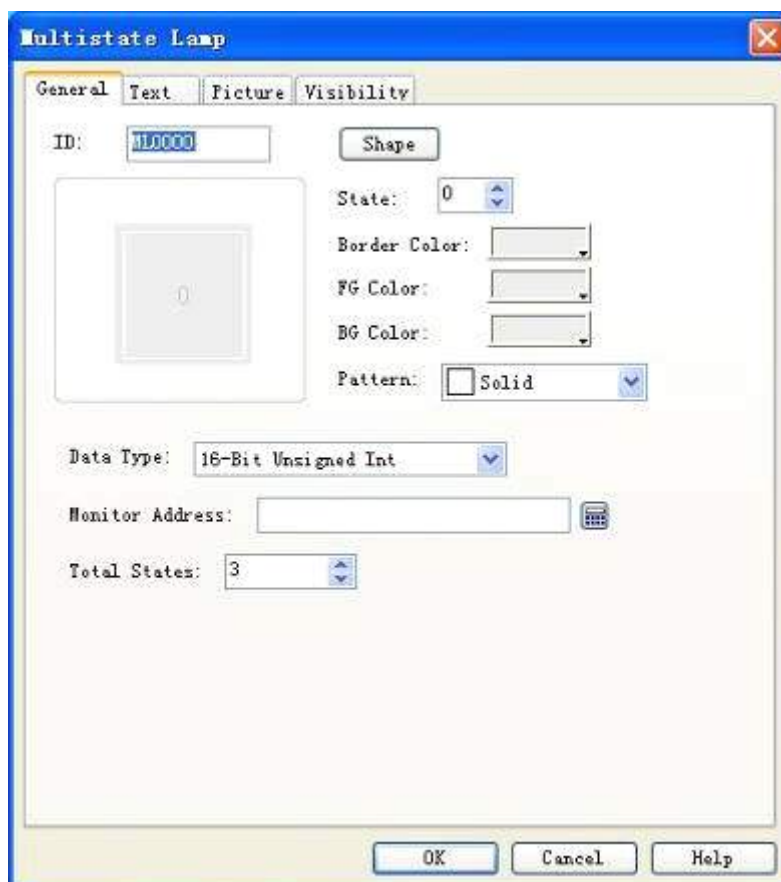 Multistate Lamp
General Text Picture Visibility
ID: ML0000 Shape
State: 0
Border Color:
0
FG Color:
BG Color:
Pattern: Solid
Data Type: 16-Bit Unsigned Int
Monitor Address:
Total States: 3
OK Cancel Help